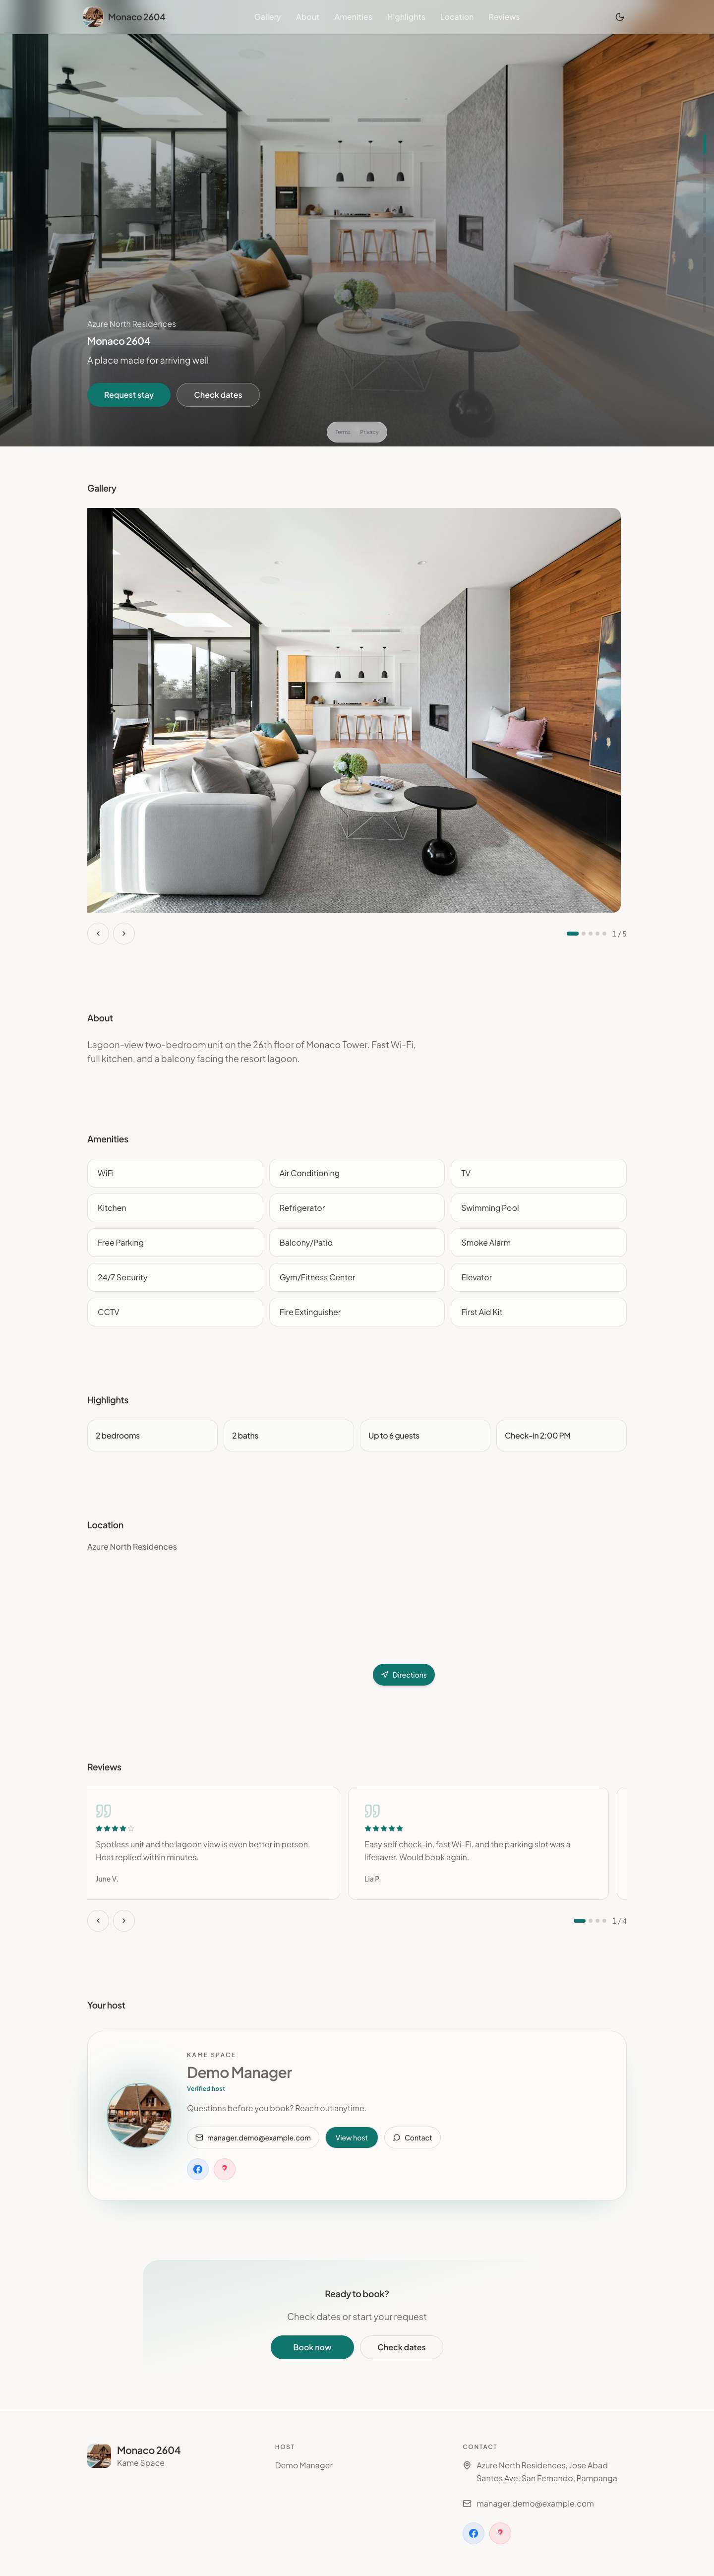 Monaco 2604
Gallery
About
Amenities
Highlights
Location
Reviews
Azure North Residences
Monaco 2604
A place made for arriving well
Request stay
Check dates
Terms
Privacy
Gallery
1 / 5
About
Lagoon-view two-bedroom unit on the 26th floor of Monaco Tower. Fast Wi-Fi,
full kitchen, and a balcony facing the resort lagoon.
Amenities
WiFi
Air Conditioning
TV
Kitchen
Refrigerator
Swimming Pool
Free Parking
Balcony/Patio
Smoke Alarm
24/7 Security
Gym/Fitness Center
Elevator
CCTV
Fire Extinguisher
First Aid Kit
Highlights
2 bedrooms
2 baths
Up to 6 guests
Check-in 2:00 PM
Location
Azure North Residences
Directions
Reviews
Spotless unit and the lagoon view is even better in person.
Host replied within minutes.
June V.
Easy self check-in, fast Wi-Fi, and the parking slot was a
lifesaver. Would book again.
Lia P.
1 / 4
Your host
KAME SPACE
Demo Manager
Verified host
Questions before you book? Reach out anytime.
manager.demo@example.com
View host
Contact
Ready to book?
Check dates or start your request
Book now
Check dates
Monaco 2604
Kame Space
HOST
Demo Manager
CONTACT
Azure North Residences, Jose Abad
Santos Ave, San Fernando, Pampanga
manager.demo@example.com